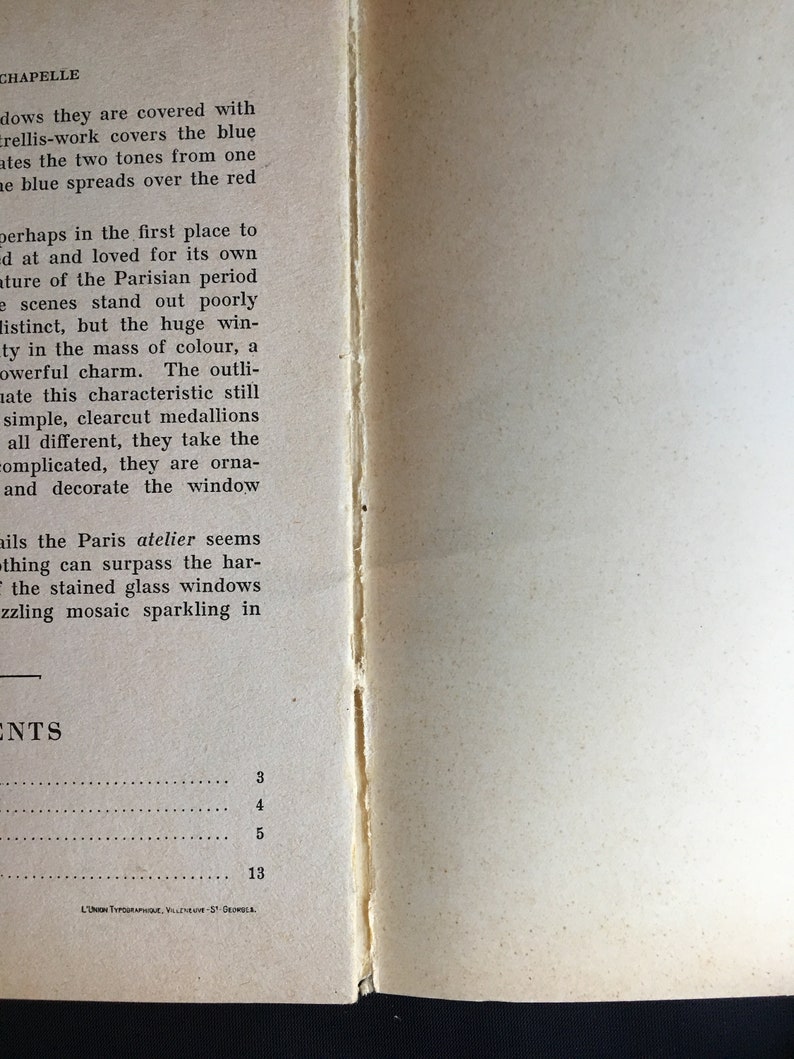 CHAPELLE
dows they are covered with
trellis-work covers the blue
ates the two tones from one
e blue spreads over the red
perhaps in the first place to
d at and loved for its own
ature of the Parisian period
e scenes stand out poorly
distinct, but the huge win-
ty in the mass of colour, a
owerful charm. The outli-
uate this characteristic still
simple, clearcut medallions
all different, they take the
complicated, they are orna-
and decorate the window
ails the Paris atelier seems
othing can surpass the har-
f the stained glass windows
zzling mosaic sparkling in
ENTS
........................................ 3
........................................ 4
........................................ 5
........................................ 13
L'Union Typographique, Villeneuve-St-Georges.